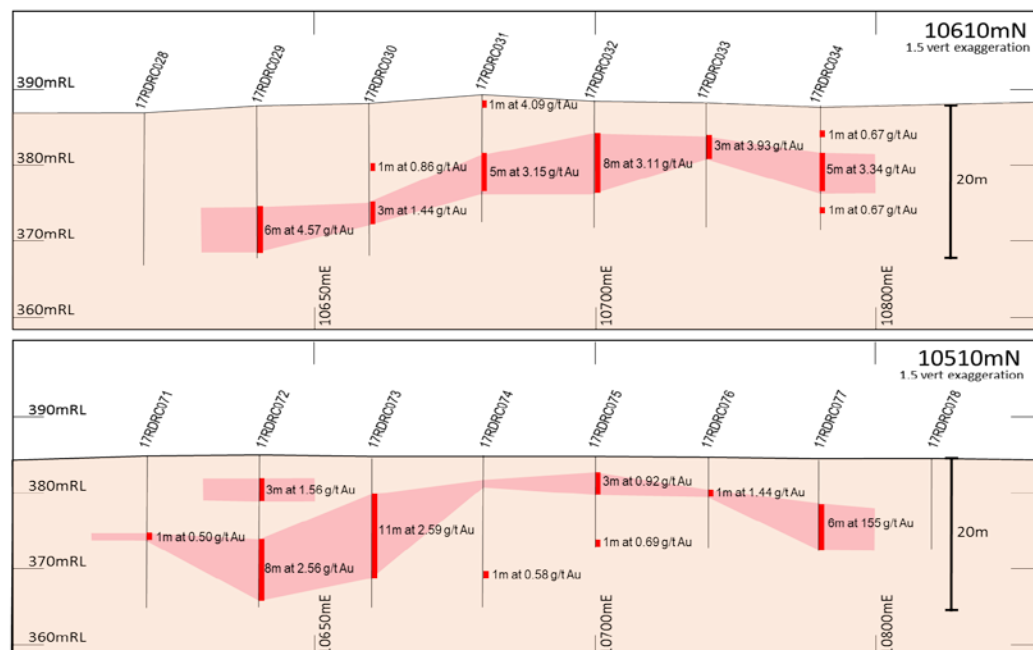 10610mN
1.5 vert exaggeration
17RDRC028
17RDRC029
17RDRC030
17RDRC031
17RDRC032
17RDRC033
17RDRC034
390mRL
1m at 4.09 g/t Au
1m at 0.67 g/t Au
380mRL
1m at 0.86 g/t Au
5m at 3.15 g/t Au
8m at 3.11 g/t Au
3m at 3.93 g/t Au
5m at 3.34 g/t Au
20m
3m at 1.44 g/t Au
1m at 0.67 g/t Au
370mRL
6m at 4.57 g/t Au
360mRL
10650mE
10700mE
10800mE
10510mN
1.5 vert exaggeration
17RDRC071
17RDRC072
17RDRC073
17RDRC074
17RDRC075
17RDRC076
17RDRC077
17RDRC078
390mRL
380mRL
3m at 1.56 g/t Au
3m at 0.92 g/t Au
1m at 1.44 g/t Au
11m at 2.59 g/t Au
6m at 155 g/t Au
20m
1m at 0.50 g/t Au
1m at 0.69 g/t Au
370mRL
8m at 2.56 g/t Au
1m at 0.58 g/t Au
360mRL
10650mE
10700mE
10800mE